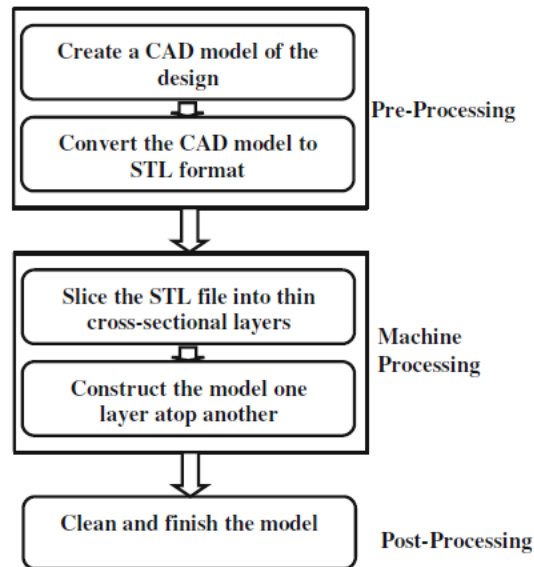 Create a CAD model of the
design
Convert the CAD model to
STL format
Pre-Processing
Slice the STL file into thin
cross-sectional layers
Construct the model one
layer atop another
Machine
Processing
Clean and finish the model
Post-Processing